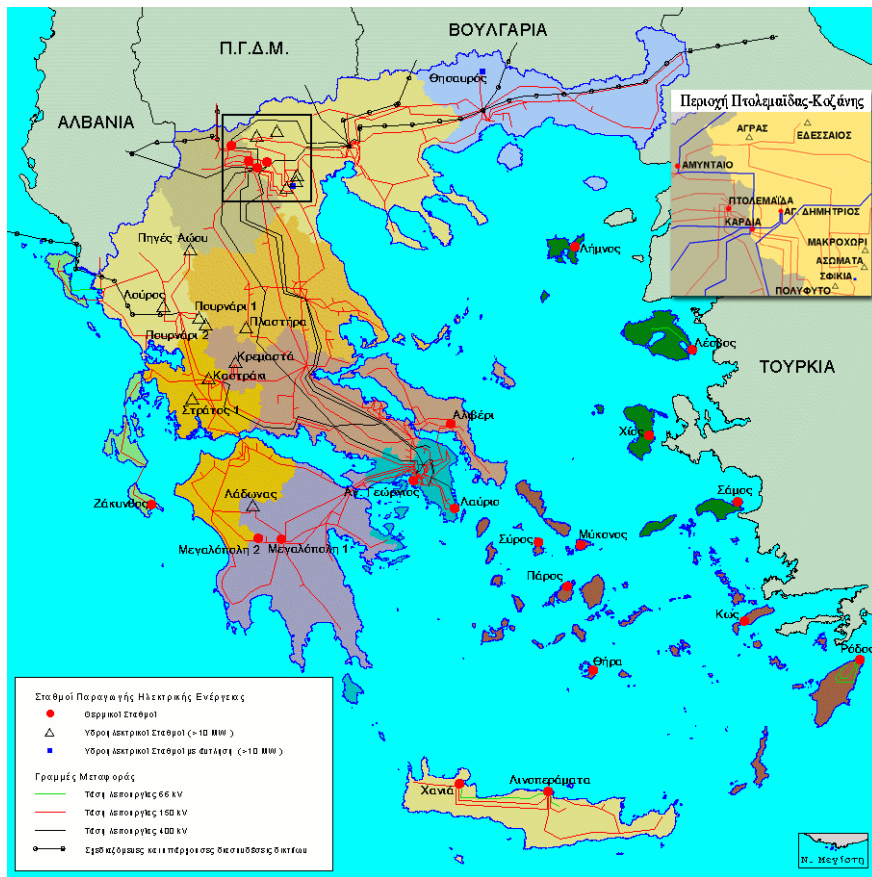 ΒΟΥΛΓΑΡΙΑ
Π.Γ.Δ.Μ.
ΑΛΒΑΝΙΑ
Θησαυρός
Περιοχή Πτολεμαΐδας-Κοζάνης
ΑΓΡΑΣ
ΕΔΕΣΣΑΙΟΣ
ΑΜΥΝΤΑΙΟ
ΠΤΟΛΕΜΑΪΔΑ
ΑΓ. ΔΗΜΗΤΡΙΟΣ
ΚΑΡΔΙΑ
ΜΑΚΡΟΧΩΡΙ
ΑΣΩΜΑΤΑ
ΣΦΙΚΙΑ
ΠΟΛΥΦΥΤΟ
Πηγές Αώου
Λήμνος
Λούρος
Πουρνάρι 1
Πουρνάρι 2
Πλαστήρα
Λέσβος
ΤΟΥΡΚΙΑ
Κρεμαστά
Καστράκι
Στράτος 1
Αλιβέρι
Χίος
Ζάκυνθος
Λάδωνας
Αγ. Γεώργιος
Λαύριο
Σάμος
Μεγαλόπολη 2
Μεγαλόπολη 1
Σύρος
Μύκονος
Πάρος
Κως
Ρόδος
Θήρα
Σταθμοί Παραγωγής Ηλεκτρικής Ενέργειας
Θερμικοί Σταθμοί
Υδροηλεκτρικοί Σταθμοί (>10 MW)
Υδροηλεκτρικοί Σταθμοί με άντληση (>10 MW)
Γραμμές Μεταφοράς
Τάση λειτουργίας 66 kV
Τάση λειτουργίας 150 kV
Τάση λειτουργίας 400 kV
Σχεδιαζόμενες και υπάρχουσες διασυνδέσεις δικτύων
Χανιά
Λινοπεράματα
Ν. Μεγίστη